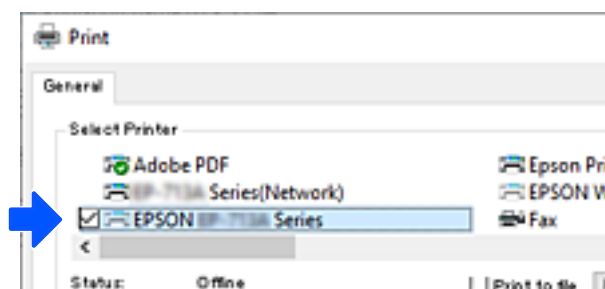 Print
General
Select Printer
Adobe PDF
Epson Pri
Series(Network)
EPSON W
EPSON Series
Fax
Status: Offline
Print to file